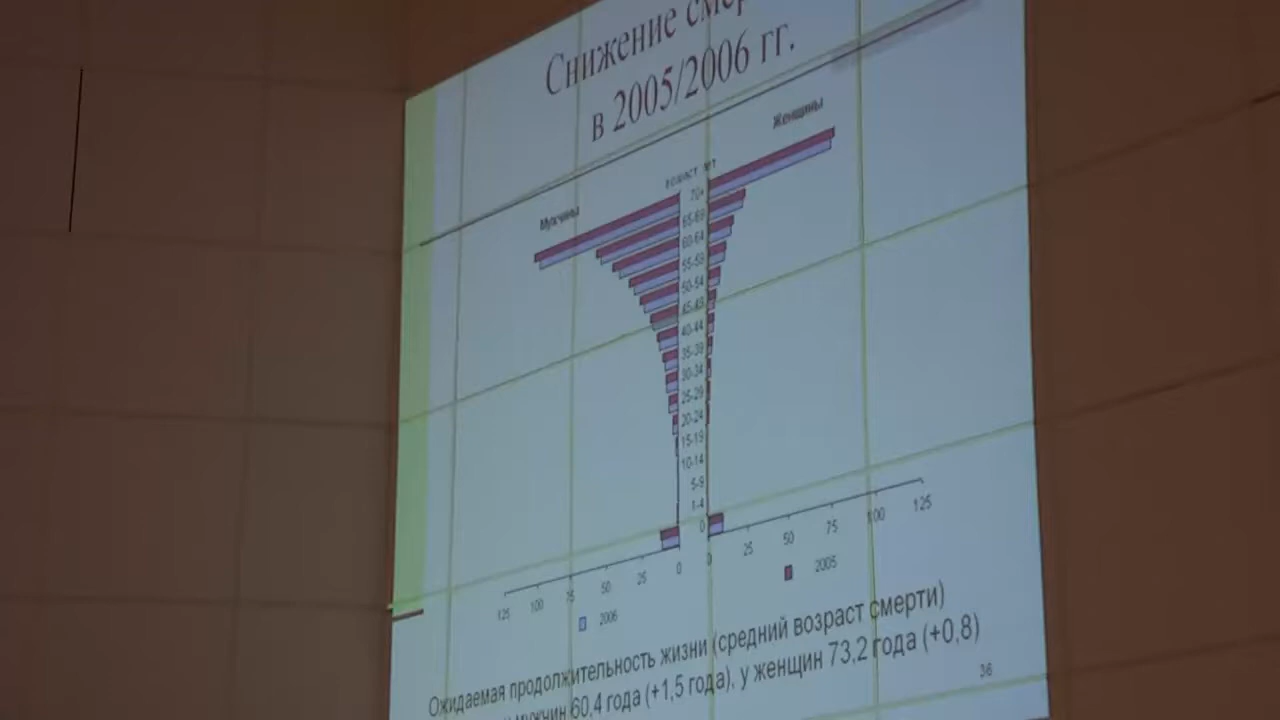 Снижение
в 2005/2006 гг.
Женщины
возраст лет
Мужчины
70+
65-69
60-64
55-59
50-54
45-49
40-44
35-39
30-34
25-29
20-24
15-19
10-14
5-9
1-4
0
125 100 75 50 25 0 0 25 50 75 100 125
2006 2005
Ожидаемая продолжительность жизни (средний возраст смерти)
мужчин 60,4 года (+1,5 года), у женщин 73,2 года (+0,8)
36